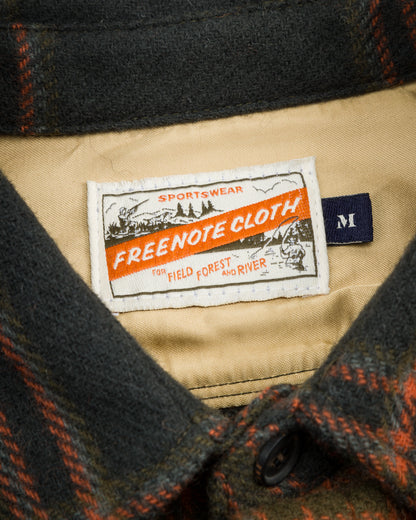 SPORTSWEAR
FREENOTE CLOTH
FOR FIELD FOREST AND RIVER
M